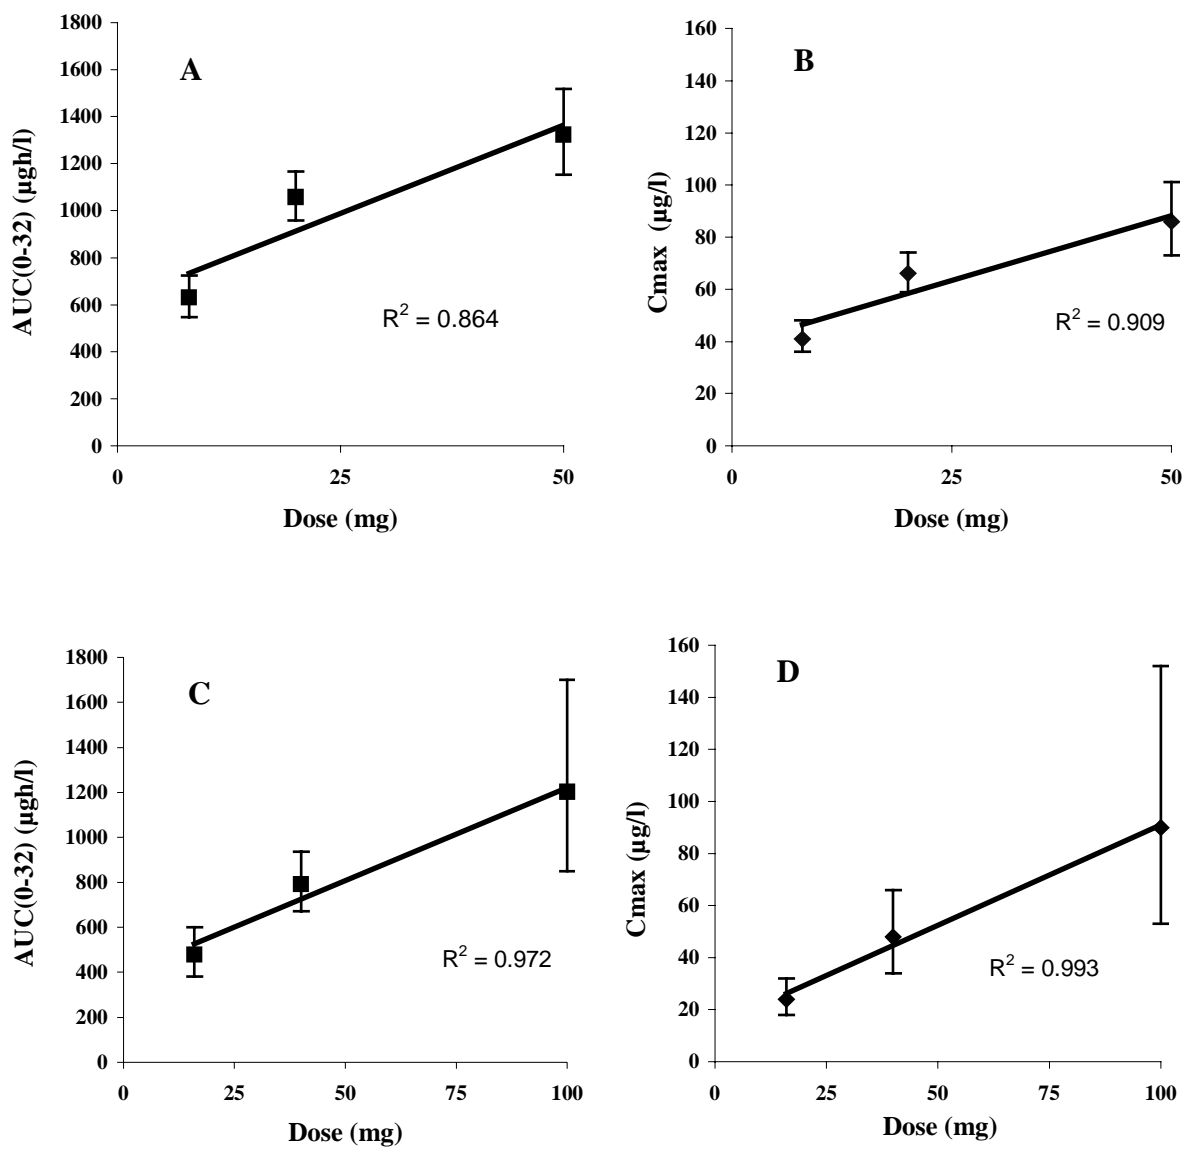 A
AUC(0-32) (µgh/l)
1800
1600
1400
1200
1000
800
600
400
200
0
R² = 0.864
0 25 50
Dose (mg)
B
Cmax (µg/l)
160
140
120
100
80
60
40
20
0
R² = 0.909
0 25 50
Dose (mg)
C
AUC(0-32) (µgh/l)
1800
1600
1400
1200
1000
800
600
400
200
0
R² = 0.972
0 25 50 75 100
Dose (mg)
D
Cmax (µg/l)
160
140
120
100
80
60
40
20
0
R² = 0.993
0 25 50 75 100
Dose (mg)